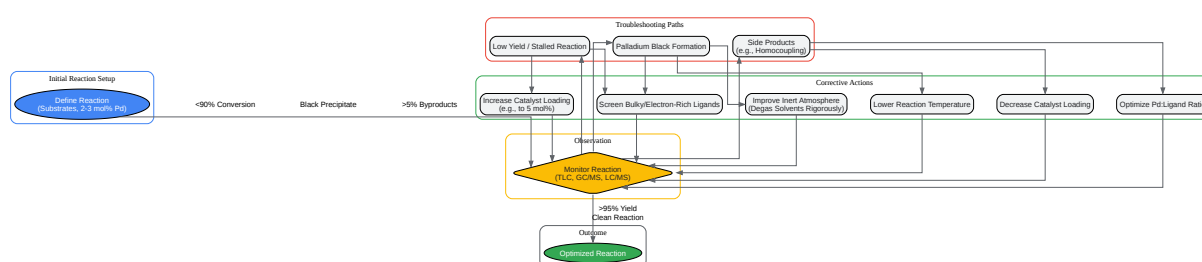 Troubleshooting Paths
Low Yield / Stalled Reaction
Palladium Black Formation
Side Products
(e.g., Homocoupling)
Initial Reaction Setup
Define Reaction
(Substrates, 2-3 mol% Pd)
<90% Conversion
Black Precipitate
>5% Byproducts
Corrective Actions
Increase Catalyst Loading
(e.g., to 5 mol%)
Screen Bulky/Electron-Rich Ligands
Improve Inert Atmosphere
(Degas Solvents Rigorously)
Lower Reaction Temperature
Decrease Catalyst Loading
Optimize Pd:Ligand Ratio
Observation
Monitor Reaction
(TLC, GC/MS, LC/MS)
>95% Yield
Clean Reaction
Outcome
Optimized Reaction